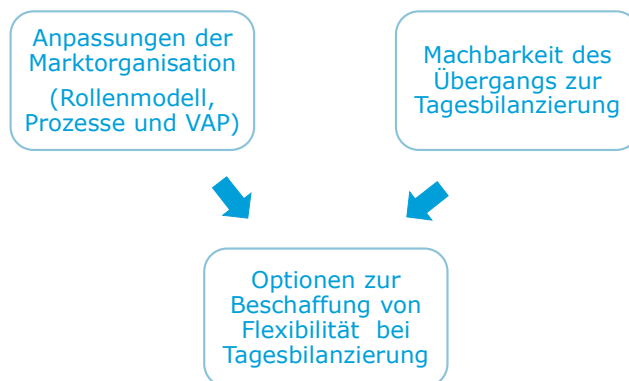 Anpassungen der
Marktorganisation
(Rollenmodell,
Prozesse und VAP)
Machbarkeit des
Übergangs zur
Tagesbilanzierung
Optionen zur
Beschaffung von
Flexibilität bei
Tagesbilanzierung